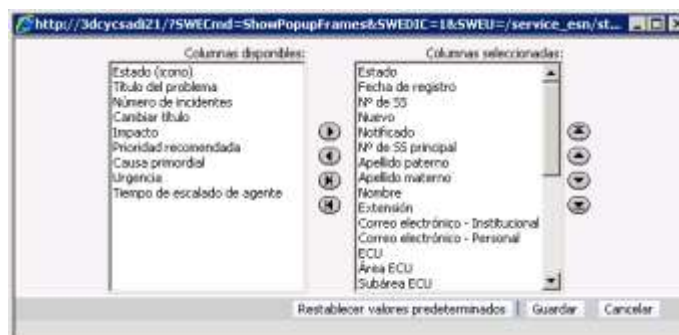 http://3dcycsadi21/?SWECmd=ShowPopupFrames&SWEDIC=1&SWEU=/service_esn/st...
Columnas disponibles:
Estado (icono)
Título del problema
Número de incidentes
Cambiar título
Impacto
Prioridad recomendada
Causa primordial
Urgencia
Tiempo de escalado de agente
Columnas seleccionadas:
Estado
Fecha de registro
Nº de SS
Nuevo
Notificado
Nº de SS principal
Apellido paterno
Apellido materno
Nombre
Extensión
Correo electrónico - Institucional
Correo electrónico - Personal
ECU
Área ECU
Subárea ECU
Restablecer valores predeterminados | Guardar Cancelar